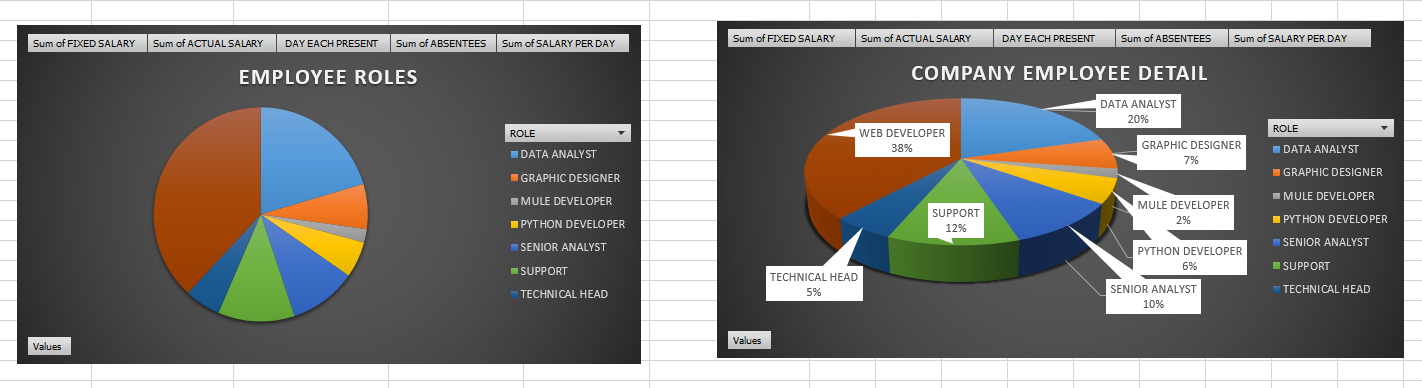 Sum of FIXED SALARY
Sum of ACTUAL SALARY
DAY EACH PRESENT
Sum of ABSENTEES
Sum of SALARY PER DAY
EMPLOYEE ROLES
ROLE
DATA ANALYST
GRAPHIC DESIGNER
MULE DEVELOPER
PYTHON DEVELOPER
SENIOR ANALYST
SUPPORT
TECHNICAL HEAD
Values
Sum of FIXED SALARY
Sum of ACTUAL SALARY
DAY EACH PRESENT
Sum of ABSENTEES
Sum of SALARY PER DAY
COMPANY EMPLOYEE DETAIL
DATA ANALYST
20%
WEB DEVELOPER
38%
GRAPHIC DESIGNER
7%
MULE DEVELOPER
2%
SUPPORT
12%
PYTHON DEVELOPER
6%
TECHNICAL HEAD
5%
SENIOR ANALYST
10%
ROLE
DATA ANALYST
GRAPHIC DESIGNER
MULE DEVELOPER
PYTHON DEVELOPER
SENIOR ANALYST
SUPPORT
TECHNICAL HEAD
Values